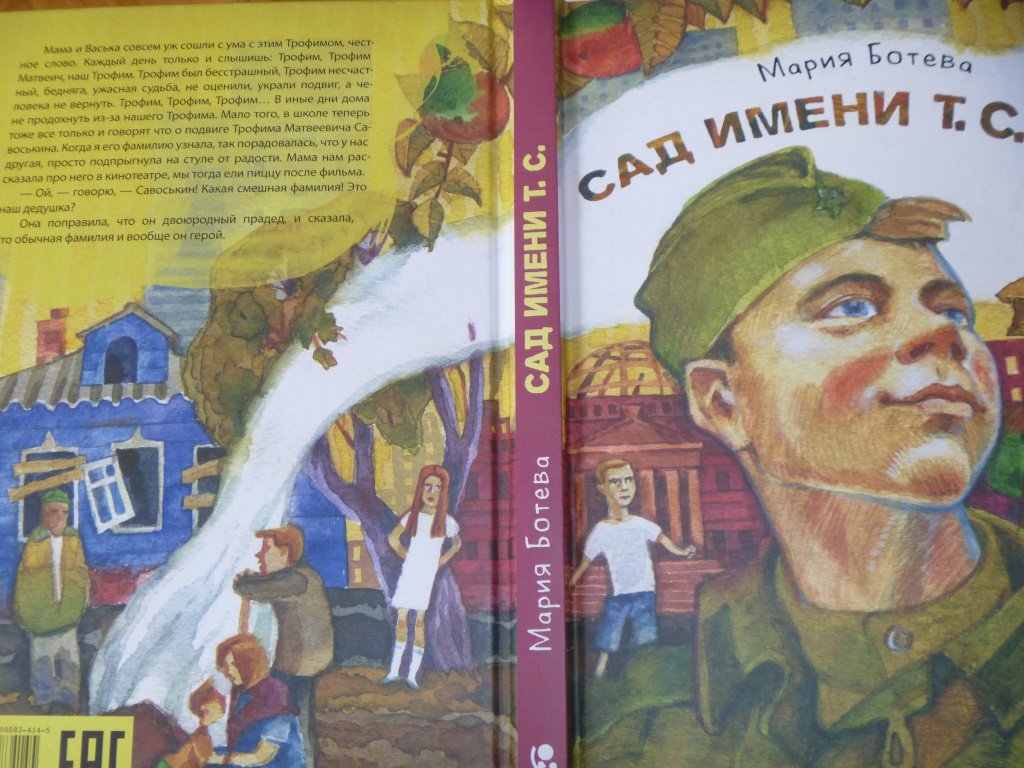 Мама и Васька совсем уж сошли с ума с этим Трофимом, чест-
ное слово. Каждый день только и слышишь: Трофим, Трофим
Матвеич, наш Трофим. Трофим был бесстрашный, Трофим несчаст-
ный, бедняга, ужасная судьба, не оценили, украли подвиг, а че-
ловека не вернуть. Трофим, Трофим, Трофим… В иные дни дома
не продохнуть из-за нашего Трофима. Мало того, в школе теперь
тоже все только и говорят что о подвиге Трофима Матвеевича Са-
воськина. Когда я его фамилию узнала, так порадовалась, что у нас
другая, просто подпрыгнула на стуле от радости. Мама нам рас-
сказала про него в кинотеатре, мы тогда ели пиццу после фильма.
— Ой, — говорю, — Савоськин! Какая смешная фамилия! Это
наш дедушка?
Она поправила, что он двоюродный прадед, и сказала,
то обычная фамилия и вообще он герой.
00083-414-5
ЕАС
САД ИМЕНИ Т. С.
Мария Ботева
Мария Ботева
САД ИМЕНИ Т. С.